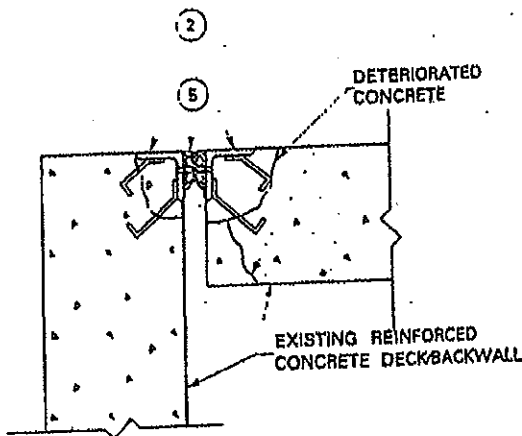 2
5
DETERIORATED
CONCRETE
EXISTING REINFORCED
CONCRETE DECK/BACKWALL